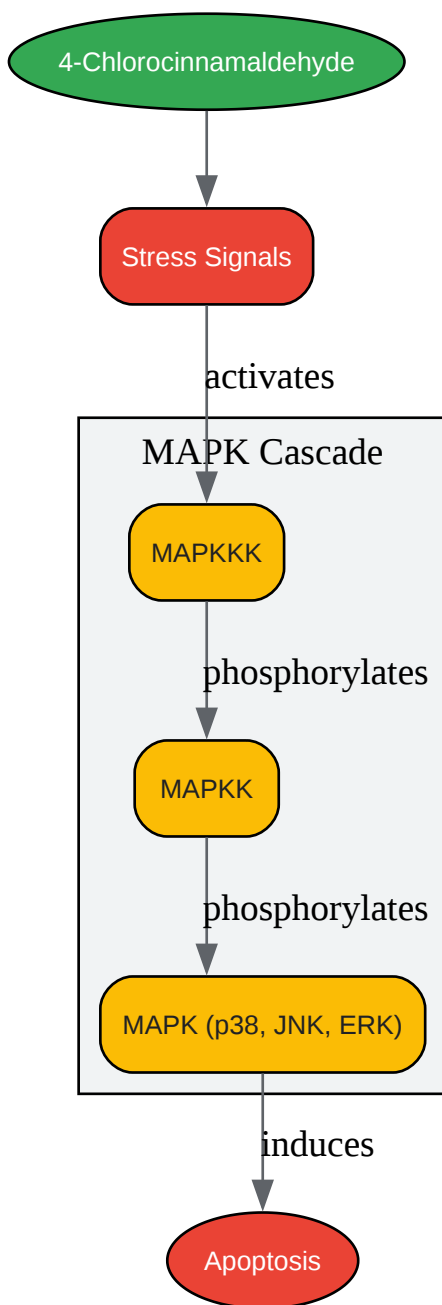 4-Chlorocinnamaldehyde
Stress Signals
activates
MAPK Cascade
MAPKKK
phosphorylates
MAPKK
phosphorylates
MAPK (p38, JNK, ERK)
induces
Apoptosis